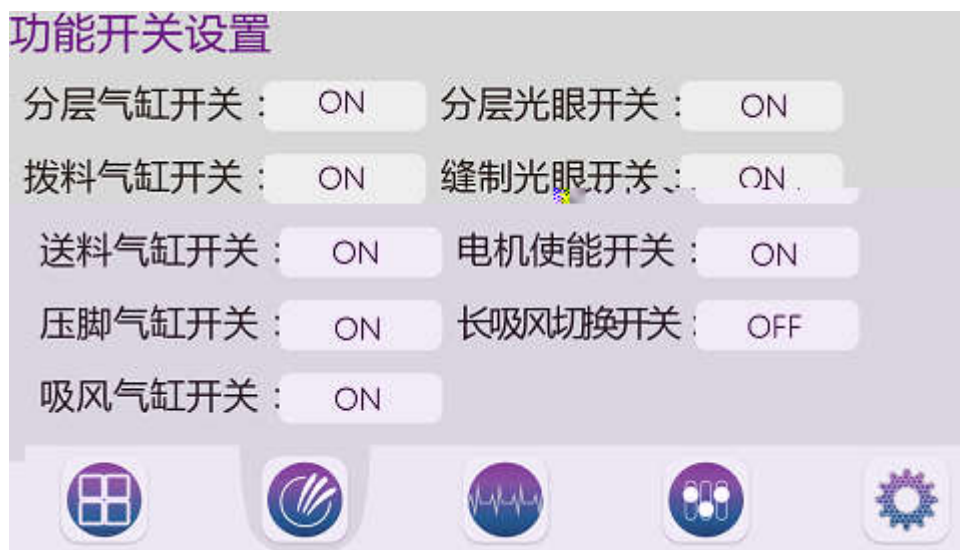 功能开关设置
分层气缸开关： ON 分层光眼开关： ON
拨料气缸开关： ON 缝制光眼开关： ON
送料气缸开关： ON 电机使能开关： ON
压脚气缸开关： ON 长吸风切换开关： OFF
吸风气缸开关： ON